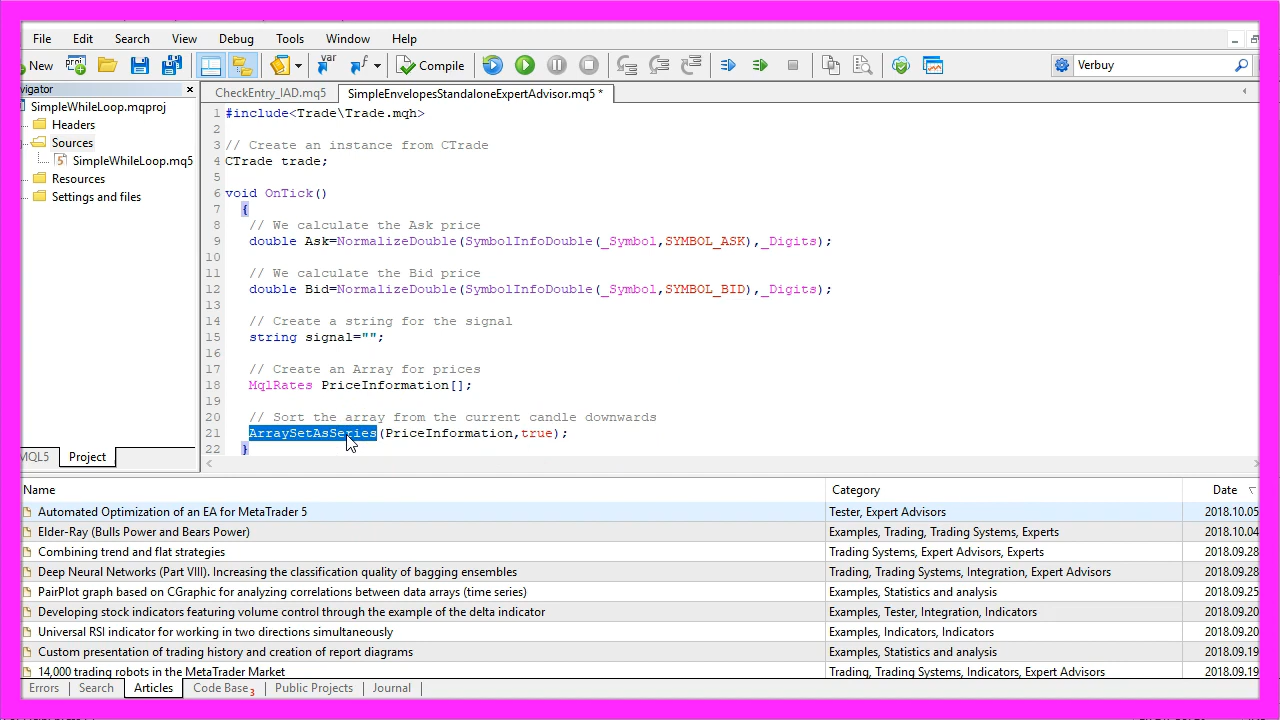 File Edit Search View Debug Tools Window Help
New Compile Verbuy
vigator
CheckEntry_IAD.mq5 SimpleEnvelopesStandaloneExpertAdvisor.mq5 *
SimpleWhileLoop.mqproj
Headers
Sources
SimpleWhileLoop.mq5
Resources
Settings and files
MQL5 Project
1 #include<Trade\Trade.mqh>
2
3 // Create an instance from CTrade
4 CTrade trade;
5
6 void OnTick()
7 {
8 // We calculate the Ask price
9 double Ask=NormalizeDouble(SymbolInfoDouble(_Symbol,SYMBOL_ASK),_Digits);
10
11 // We calculate the Bid price
12 double Bid=NormalizeDouble(SymbolInfoDouble(_Symbol,SYMBOL_BID),_Digits);
13
14 // Create a string for the signal
15 string signal="";
16
17 // Create an Array for prices
18 MqlRates PriceInformation[];
19
20 // Sort the array from the current candle downwards
21 ArraySetAsSeries(PriceInformation,true);
22 }
Name Category Date
Automated Optimization of an EA for MetaTrader 5 Tester, Expert Advisors 2018.10.05
Elder-Ray (Bulls Power and Bears Power) Examples, Trading, Trading Systems, Experts 2018.10.04
Combining trend and flat strategies Trading Systems, Expert Advisors, Experts 2018.09.28
Deep Neural Networks (Part VIII). Increasing the classification quality of bagging ensembles Trading, Trading Systems, Integration, Expert Advisors 2018.09.28
PairPlot graph based on CGraphic for analyzing correlations between data arrays (time series) Examples, Statistics and analysis 2018.09.25
Developing stock indicators featuring volume control through the example of the delta indicator Examples, Tester, Integration, Indicators 2018.09.20
Universal RSI indicator for working in two directions simultaneously Examples, Indicators, Indicators 2018.09.20
Custom presentation of trading history and creation of report diagrams Examples, Statistics and analysis 2018.09.19
14,000 trading robots in the MetaTrader Market Trading, Trading Systems, Indicators, Expert Advisors 2018.09.19
Errors Search Articles Code Base 3 Public Projects Journal